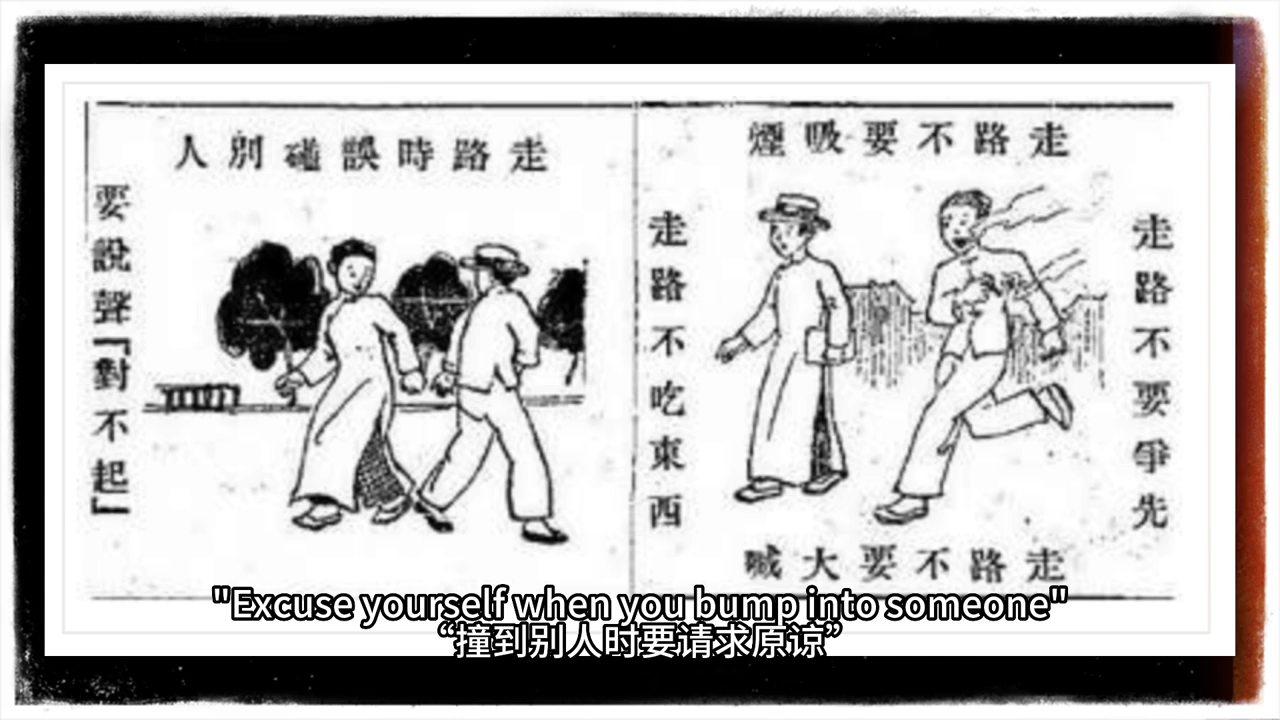 走路時誤碰別人
要說聲『對不起』
走路不要吸煙
走路不要爭先
走路不吃東西
走路不要大喊
"Excuse yourself when you bump into someone"
“撞到别人时要请求原谅”